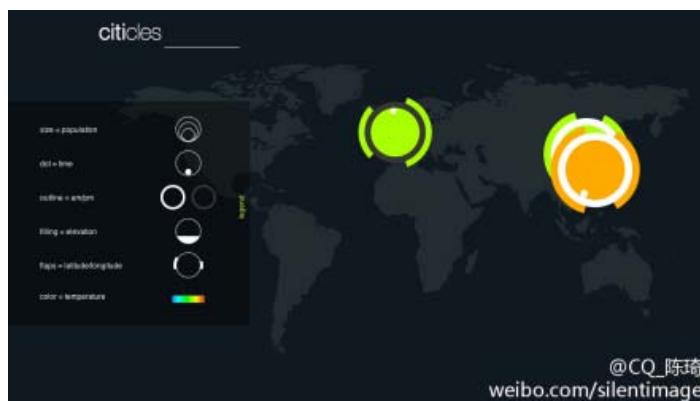 citicles
size = population
dot = time
outline = am/pm
filling = elevation
flaps = latitude/longitude
color = temperature
legend
@CQ_陈琦
weibo.com/silentimage